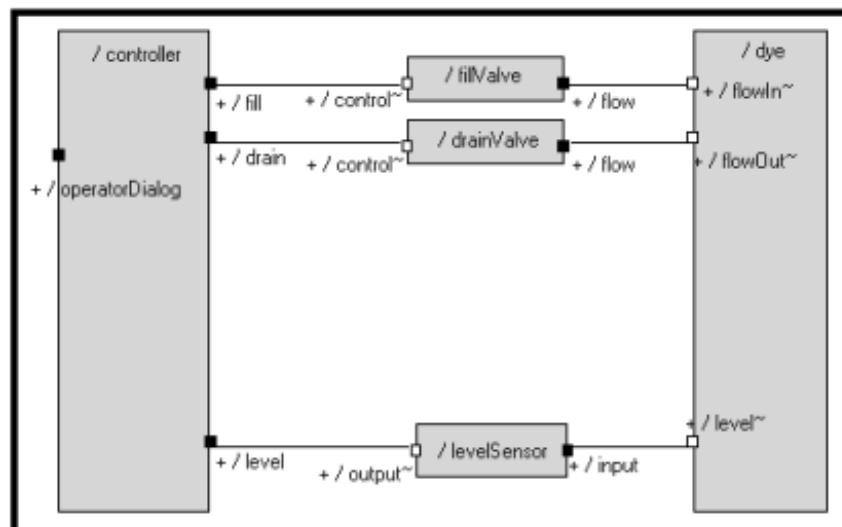 / controller
/ fillValve
/ dye
+ / fill
+ / control~
+ / flow
+ / flowIn~
/ drainValve
+ / drain
+ / control~
+ / flow
+ / flowOut~
+ / operatorDialog
+ / level~
/ levelSensor
+ / level
+ / output~
+ / input